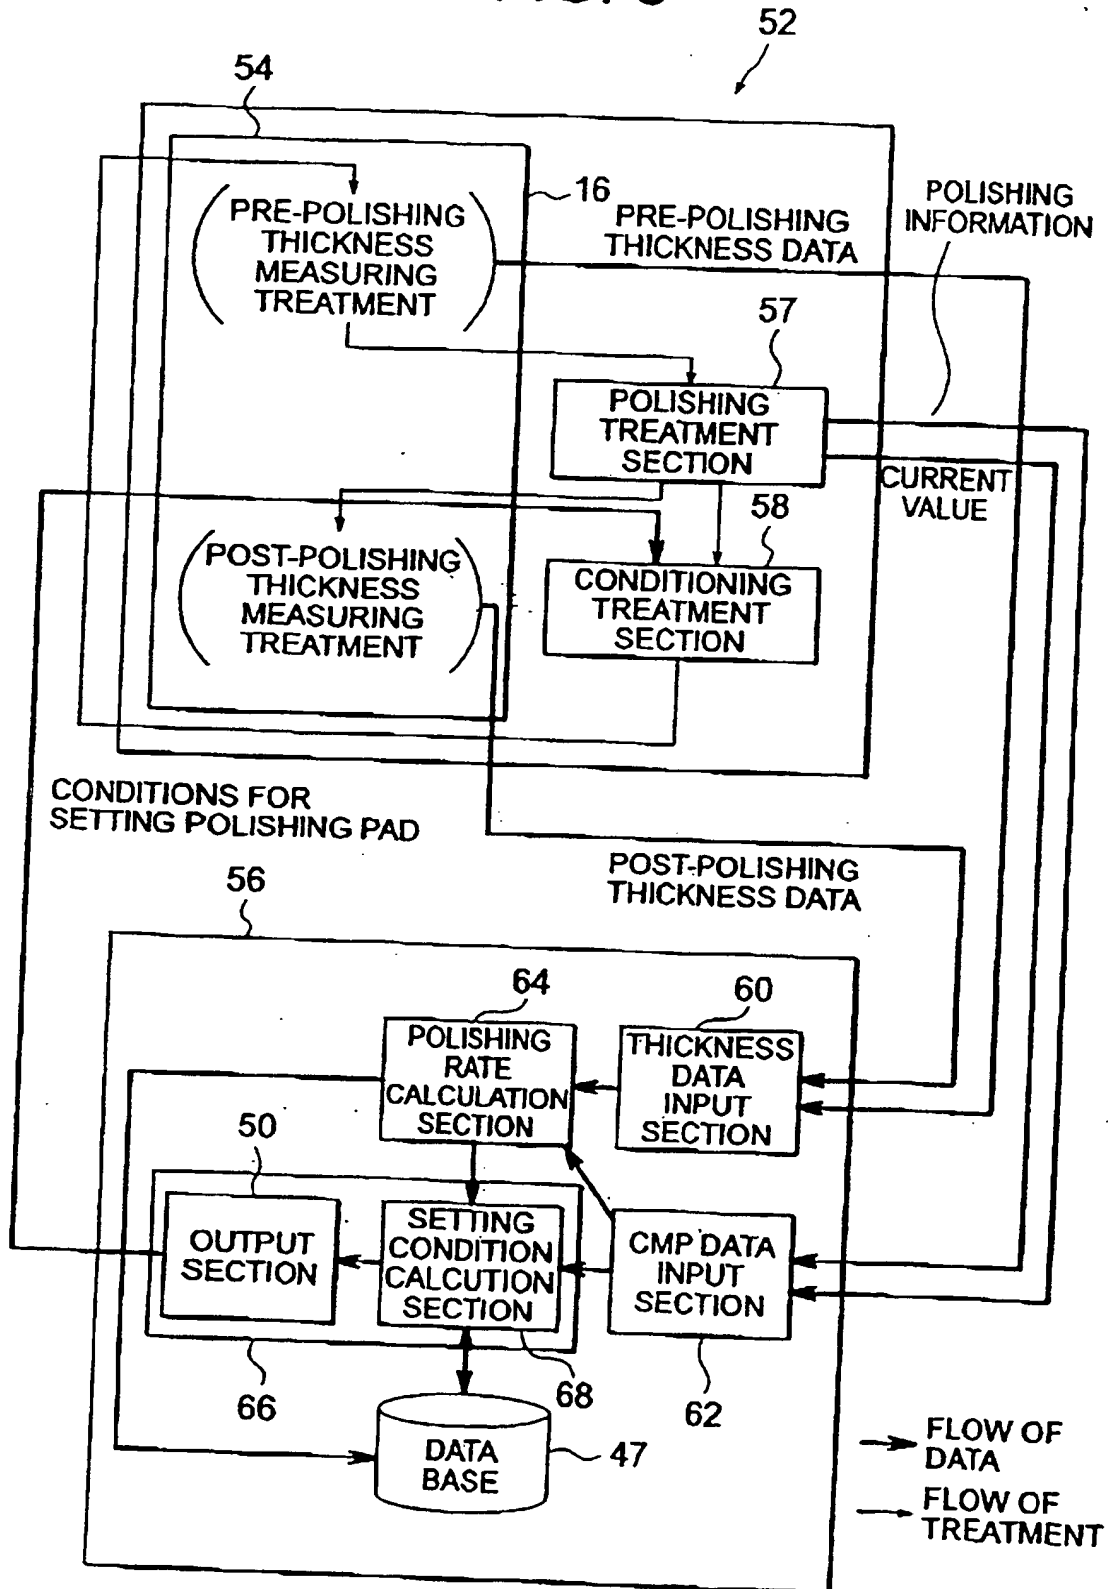 52
54
16
PRE-POLISHING
THICKNESS
MEASURING
TREATMENT
PRE-POLISHING
THICKNESS DATA
POLISHING
INFORMATION
57
POLISHING
TREATMENT
SECTION
CURRENT
VALUE
58
POST-POLISHING
THICKNESS
MEASURING
TREATMENT
CONDITIONING
TREATMENT
SECTION
CONDITIONS FOR
SETTING POLISHING PAD
POST-POLISHING
THICKNESS DATA
56
64
60
POLISHING
RATE
CALCULATION
SECTION
THICKNESS
DATA
INPUT
SECTION
50
OUTPUT
SECTION
SETTING
CONDITION
CALCUTION
SECTION
CMP DATA
INPUT
SECTION
66
68
62
DATA
BASE
47
FLOW OF
DATA
FLOW OF
TREATMENT